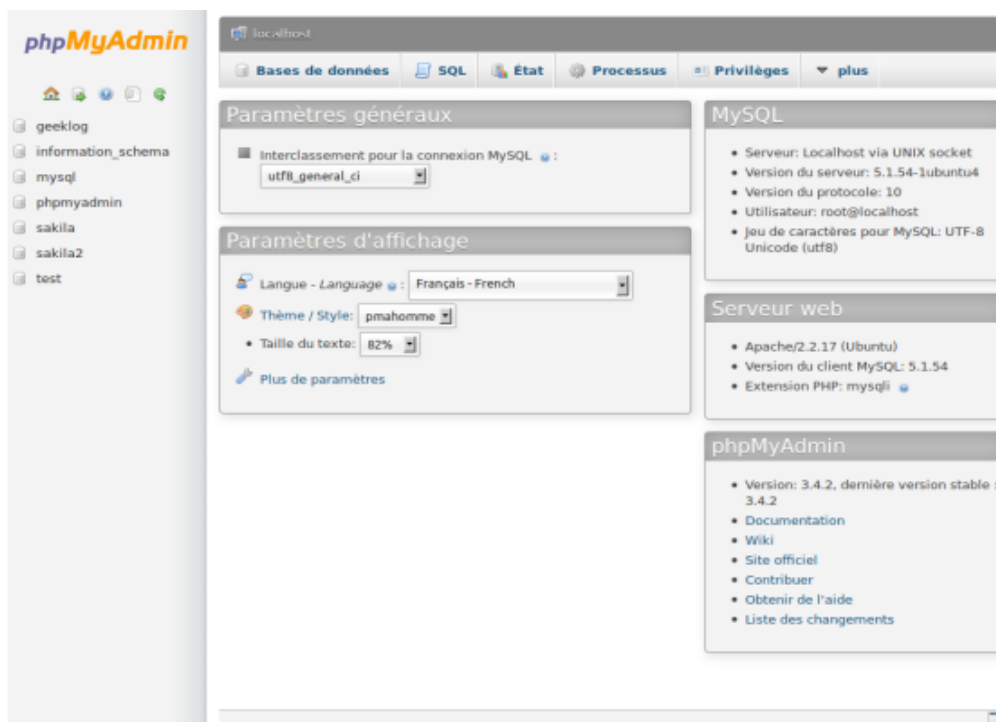 phpMyAdmin
geeklog
information_schema
mysql
phpmyadmin
sakila
sakila2
test
localhost
Bases de données SQL État Processus Privilèges plus
Paramètres généraux
Interclassement pour la connexion MySQL :
utf8_general_ci
Paramètres d'affichage
Langue - Language : Français - French
Thème / Style: pmahomme
Taille du texte: 82%
Plus de paramètres
MySQL
Serveur: Localhost via UNIX socket
Version du serveur: 5.1.54-1ubuntu4
Version du protocole: 10
Utilisateur: root@localhost
Jeu de caractères pour MySQL: UTF-8
Unicode (utf8)
Serveur web
Apache/2.2.17 (Ubuntu)
Version du client MySQL: 5.1.54
Extension PHP: mysqli
phpMyAdmin
Version: 3.4.2, dernière version stable :
3.4.2
Documentation
Wiki
Site officiel
Contribuer
Obtenir de l'aide
Liste des changements